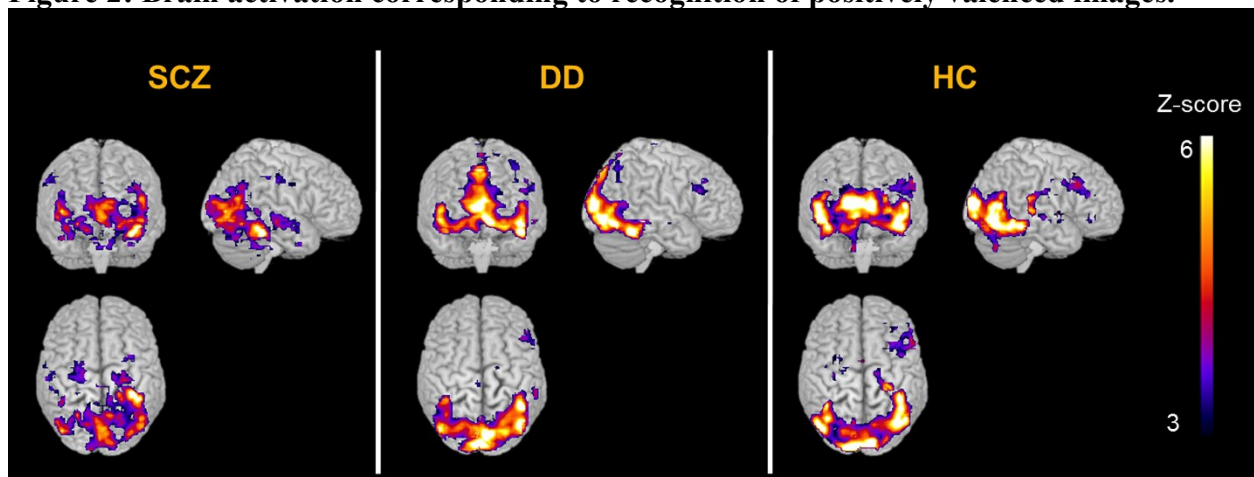 Figure 2: Brain activation corresponding to recognition of positively valenced images.
SCZ
DD
HC
Z-score
6
3